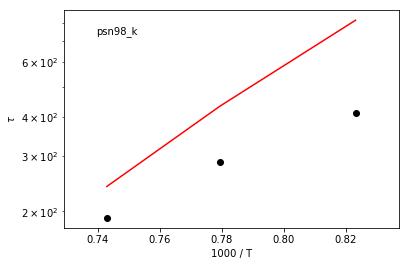 psn98_k
6 × 10²
4 × 10²
3 × 10²
2 × 10²
τ
0.74 0.76 0.78 0.80 0.82
1000 / T